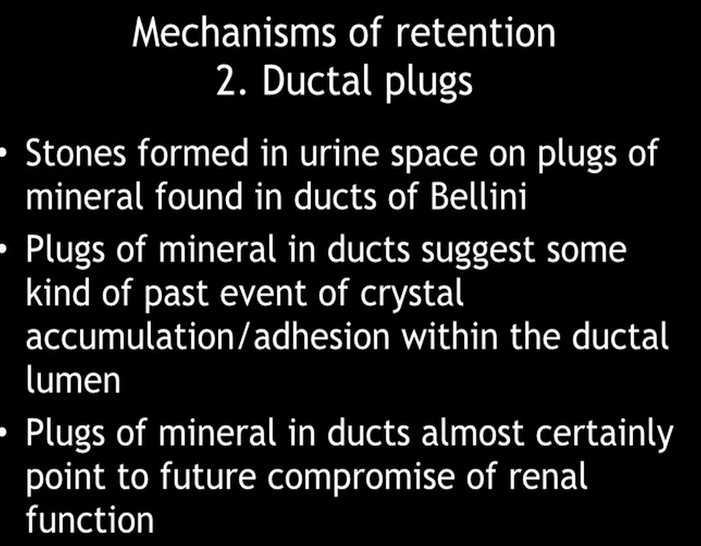 Mechanisms of retention
2. Ductal plugs
• Stones formed in urine space on plugs of
mineral found in ducts of Bellini
• Plugs of mineral in ducts suggest some
kind of past event of crystal
accumulation/adhesion within the ductal
lumen
• Plugs of mineral in ducts almost certainly
point to future compromise of renal
function